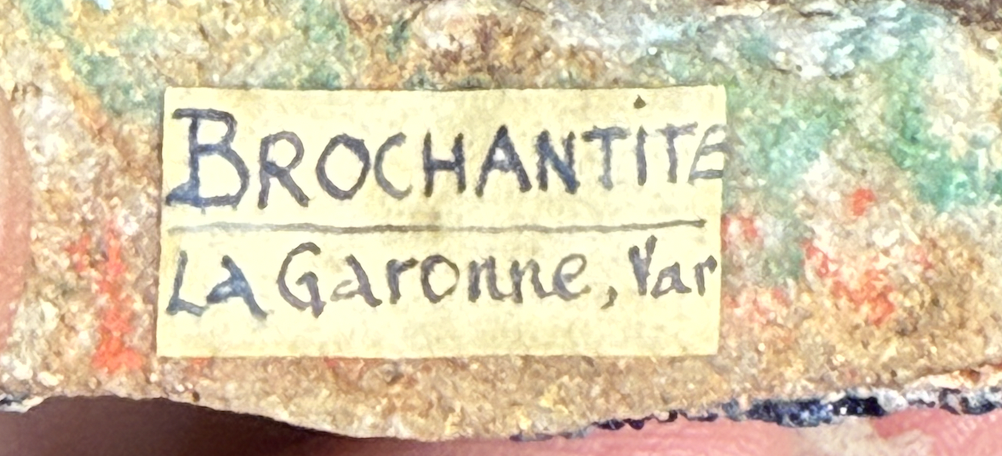 BROCHANTITE
LA Garonne, Var